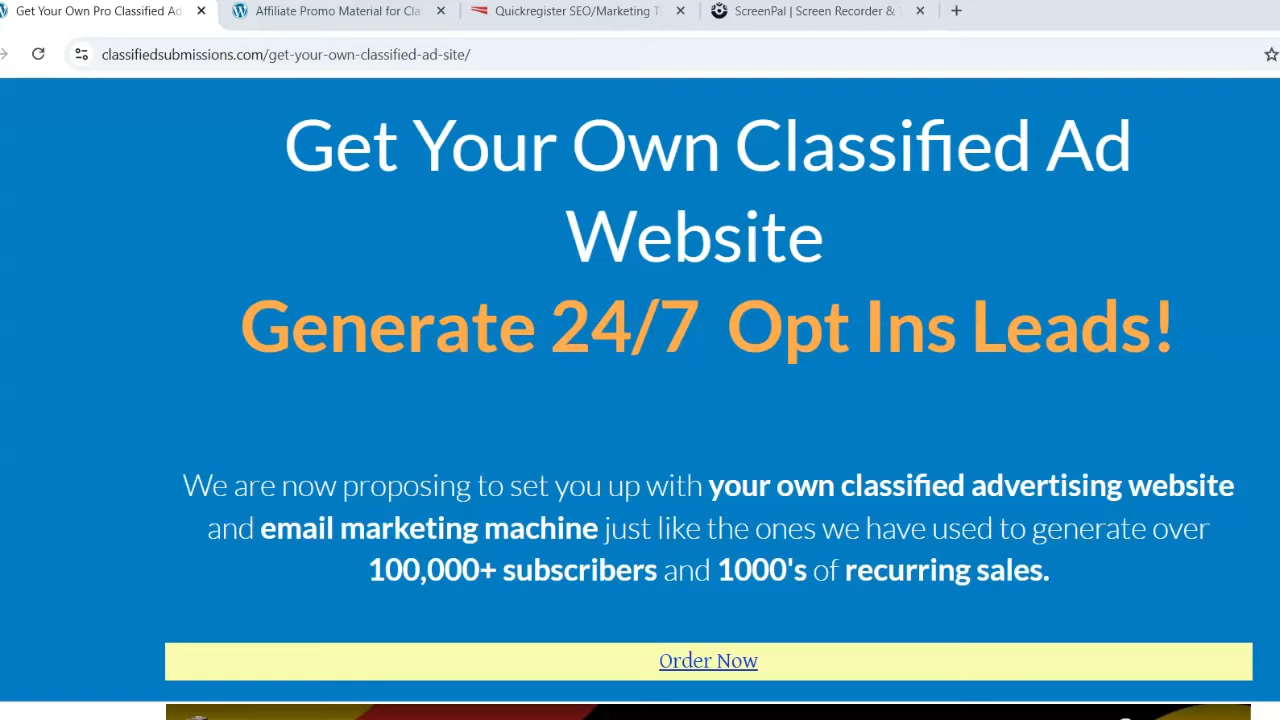 Get Your Own Pro Classified Ad
Affiliate Promo Material for Cla
Quickregister SEO/Marketing T
ScreenPal | Screen Recorder &
classifiedsubmissions.com/get-your-own-classified-ad-site/
Get Your Own Classified Ad
Website
Generate 24/7 Opt Ins Leads!
We are now proposing to set you up with your own classified advertising website
and email marketing machine just like the ones we have used to generate over
100,000+ subscribers and 1000's of recurring sales.
Order Now